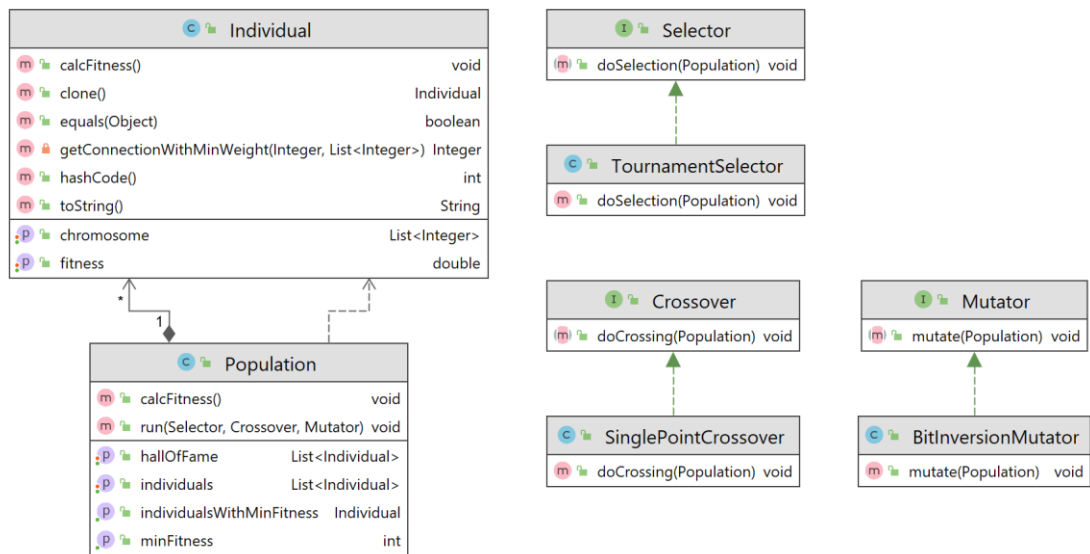 Individual
calcFitness() void
clone() Individual
equals(Object) boolean
getConnectionWithMinWeight(Integer, List<Integer>) Integer
hashCode() int
toString() String
chromosome List<Integer>
fitness double
*
1
Population
calcFitness() void
run(Selector, Crossover, Mutator) void
hallOfFame List<Individual>
individuals List<Individual>
individualsWithMinFitness Individual
minFitness int
Selector
doSelection(Population) void
TournamentSelector
doSelection(Population) void
Crossover
doCrossing(Population) void
SinglePointCrossover
doCrossing(Population) void
Mutator
mutate(Population) void
BitInversionMutator
mutate(Population) void